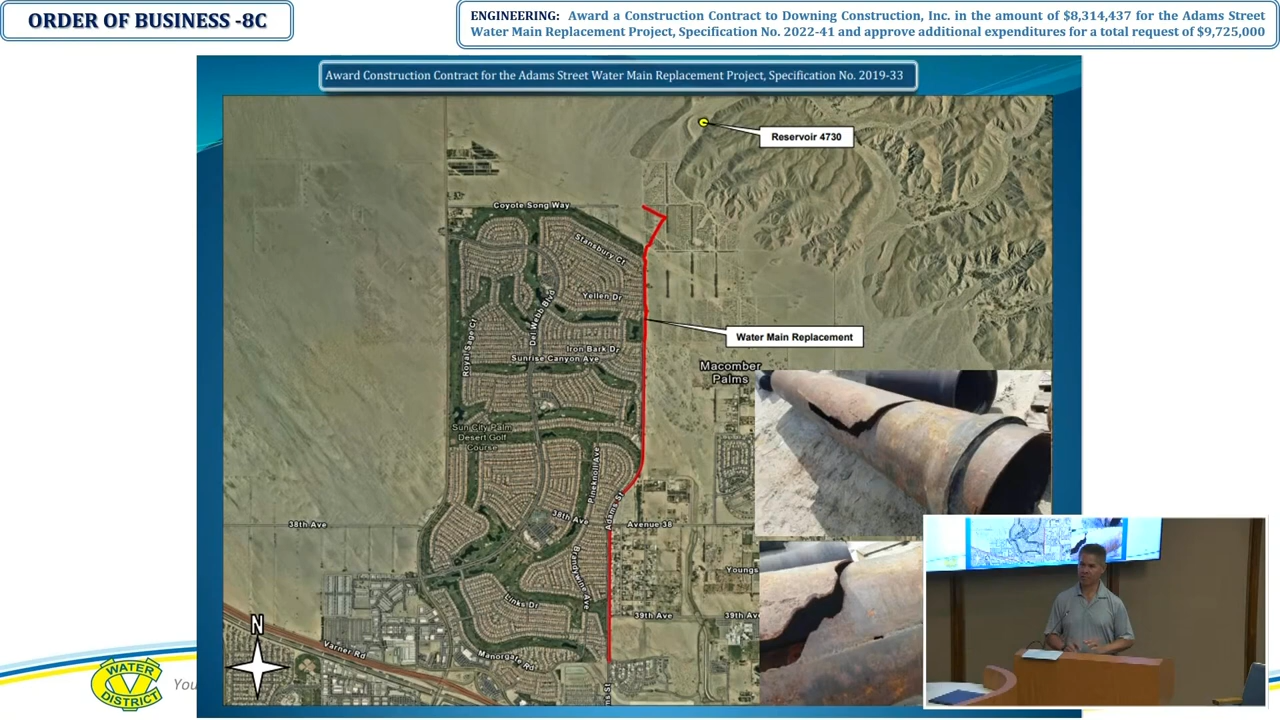 ORDER OF BUSINESS -8C
ENGINEERING: Award a Construction Contract to Downing Construction, Inc. in the amount of $8,314,437 for the Adams Street
Water Main Replacement Project, Specification No. 2022-41 and approve additional expenditures for a total request of $9,725,000
Award Construction Contract for the Adams Street Water Main Replacement Project, Specification No. 2019-33
Reservoir 4730
Coyote Song Way
Stansbury Ct
Yellen Dr
Del Webb Blvd
Royal Sage Ct
Iron Bark Dr
Sunrise Canyon Ave
Water Main Replacement
Macomber
Palms
Sun City Palm
Desert Golf
Course
Pineknoll Ave
Adams St
38th Ave
38th Ave
Avenue 38
Brandywine Ave
Youngs
Links Dr
39th Ave
39th Av
N
Varner Rd
Manorgate Rd
ms St
WATER
DISTRICT
You